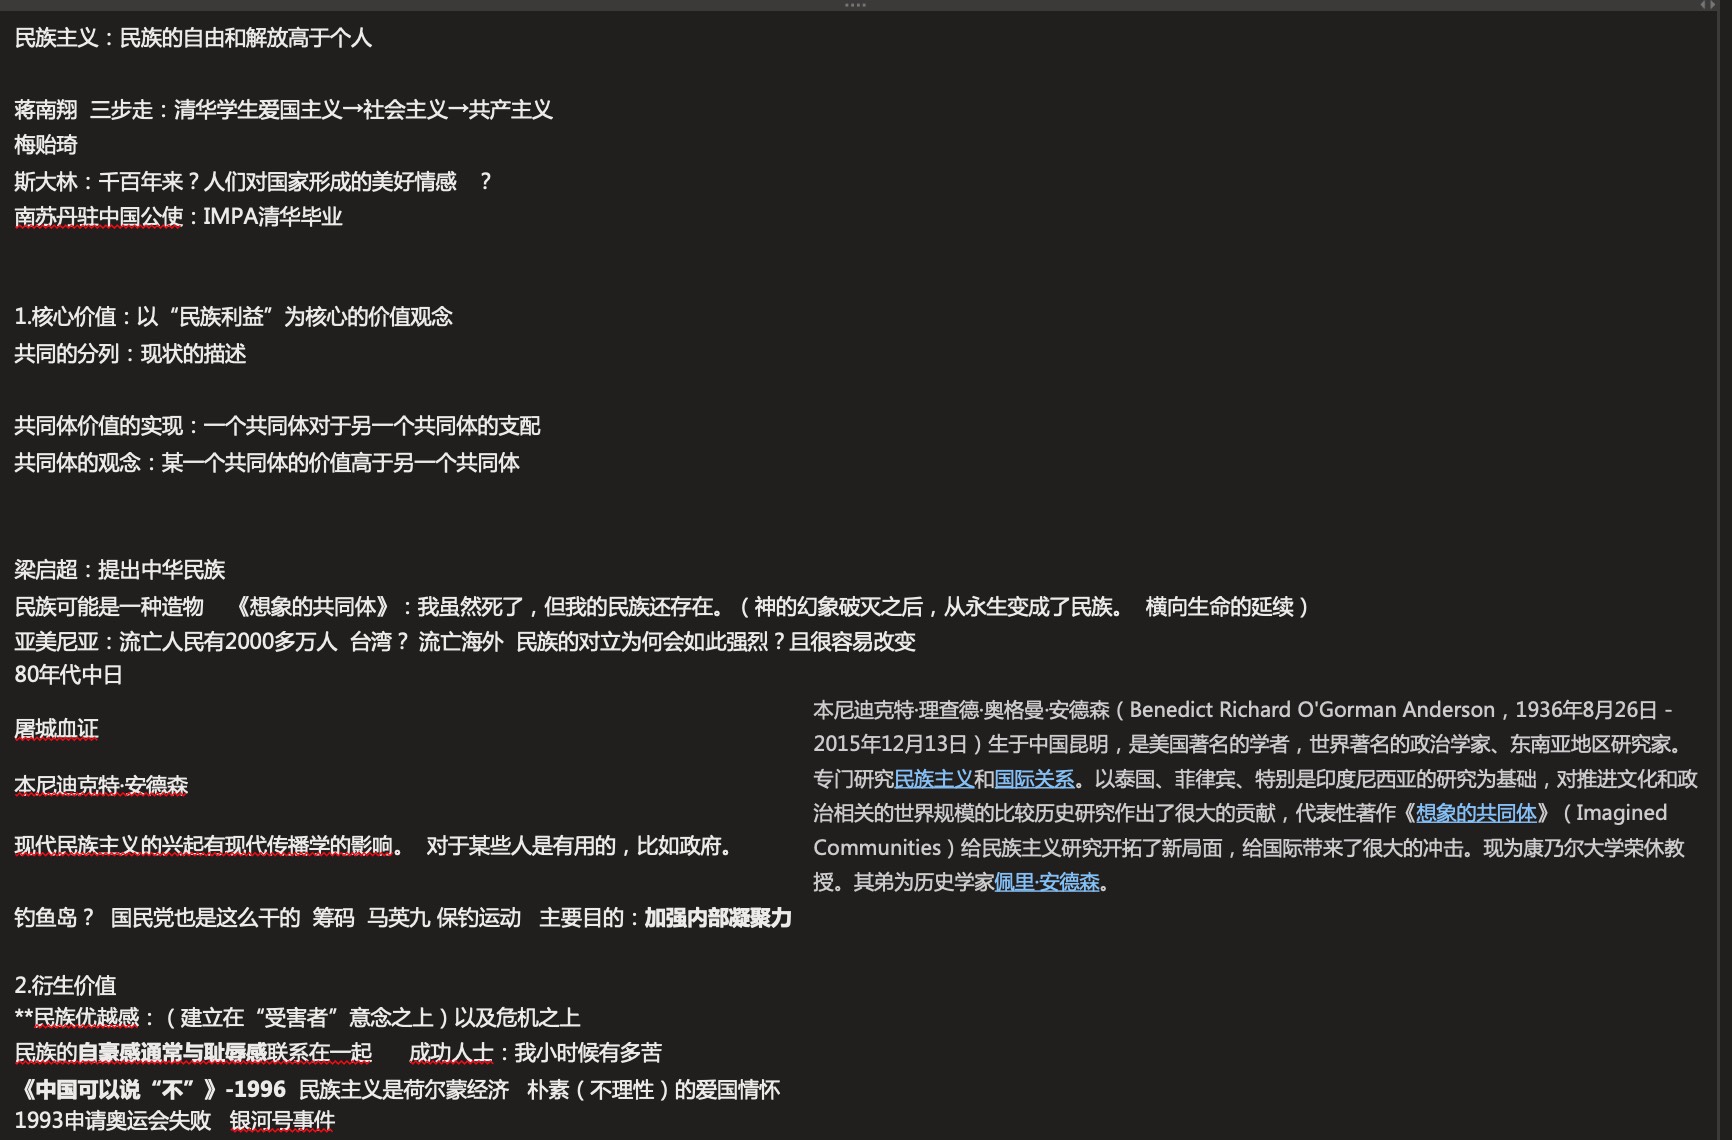 民族主义：民族的自由和解放高于个人
蒋南翔  三步走：清华学生爱国主义→社会主义→共产主义
梅贻琦
斯大林：千百年来？人们对国家形成的美好情感  ？
南苏丹驻中国公使：IMPA清华毕业
1.核心价值：以“民族利益”为核心的价值观念
共同的分列：现状的描述
共同体价值的实现：一个共同体对于另一个共同体的支配
共同体的观念：某一个共同体的价值高于另一个共同体
梁启超：提出中华民族
民族可能是一种造物   《想象的共同体》：我虽然死了，但我的民族还存在。（神的幻象破灭之后，从永生变成了民族。  横向生命的延续）
亚美尼亚：流亡人民有2000多万人  台湾？ 流亡海外  民族的对立为何会如此强烈？且很容易改变
80年代中日
屠城血证
本尼迪克特·安德森
现代民族主义的兴起有现代传播学的影响。  对于某些人是有用的，比如政府。
本尼迪克特·理查德·奥格曼·安德森（Benedict Richard O'Gorman Anderson，1936年8月26日 -
2015年12月13日）生于中国昆明，是美国著名的学者，世界著名的政治学家、东南亚地区研究家。
专门研究民族主义和国际关系。以泰国、菲律宾、特别是印度尼西亚的研究为基础，对推进文化和政
治相关的世界规模的比较历史研究作出了很大的贡献，代表性著作《想象的共同体》（Imagined
Communities）给民族主义研究开拓了新局面，给国际带来了很大的冲击。现为康乃尔大学荣休教
授。其弟为历史学家佩里·安德森。
钓鱼岛？  国民党也是这么干的  筹码  马英九 保钓运动   主要目的：加强内部凝聚力
2.衍生价值
**民族优越感：（建立在“受害者”意念之上）以及危机之上
民族的自豪感通常与耻辱感联系在一起     成功人士：我小时候有多苦
《中国可以说“不”》-1996  民族主义是荷尔蒙经济   朴素（不理性）的爱国情怀
1993申请奥运会失败   银河号事件